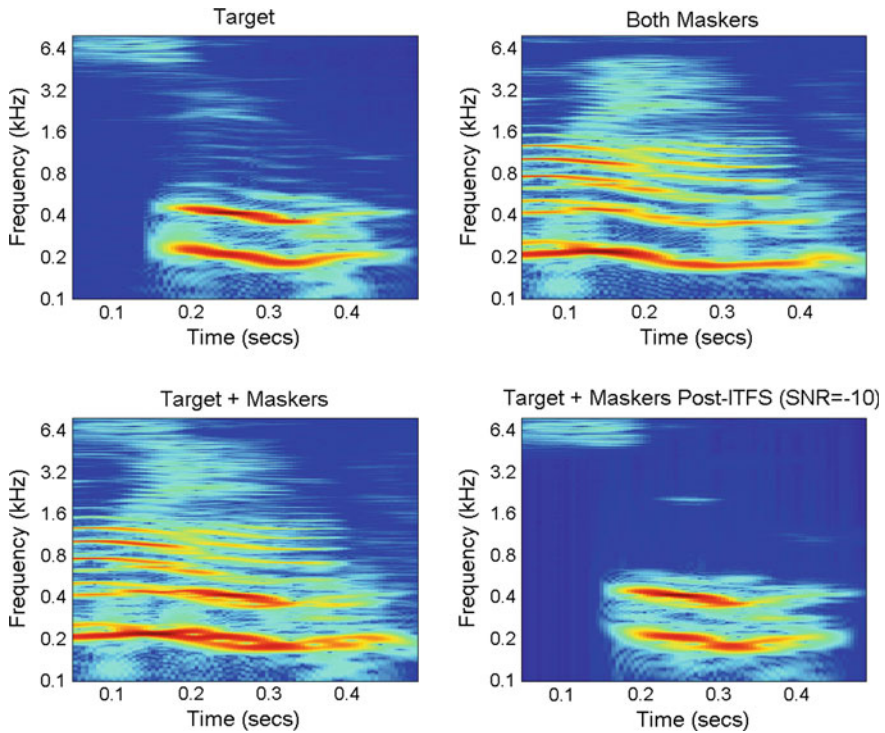 Target
Both Maskers
Frequency (kHz)
6.4
3.2
1.6
0.8
0.4
0.2
0.1
0.1 0.2 0.3 0.4
Time (secs)
Frequency (kHz)
6.4
3.2
1.6
0.8
0.4
0.2
0.1
0.1 0.2 0.3 0.4
Time (secs)
Target + Maskers
Target + Maskers Post-ITFS (SNR=-10)
Frequency (kHz)
6.4
3.2
1.6
0.8
0.4
0.2
0.1
0.1 0.2 0.3 0.4
Time (secs)
Frequency (kHz)
6.4
3.2
1.6
0.8
0.4
0.2
0.1
0.1 0.2 0.3 0.4
Time (secs)